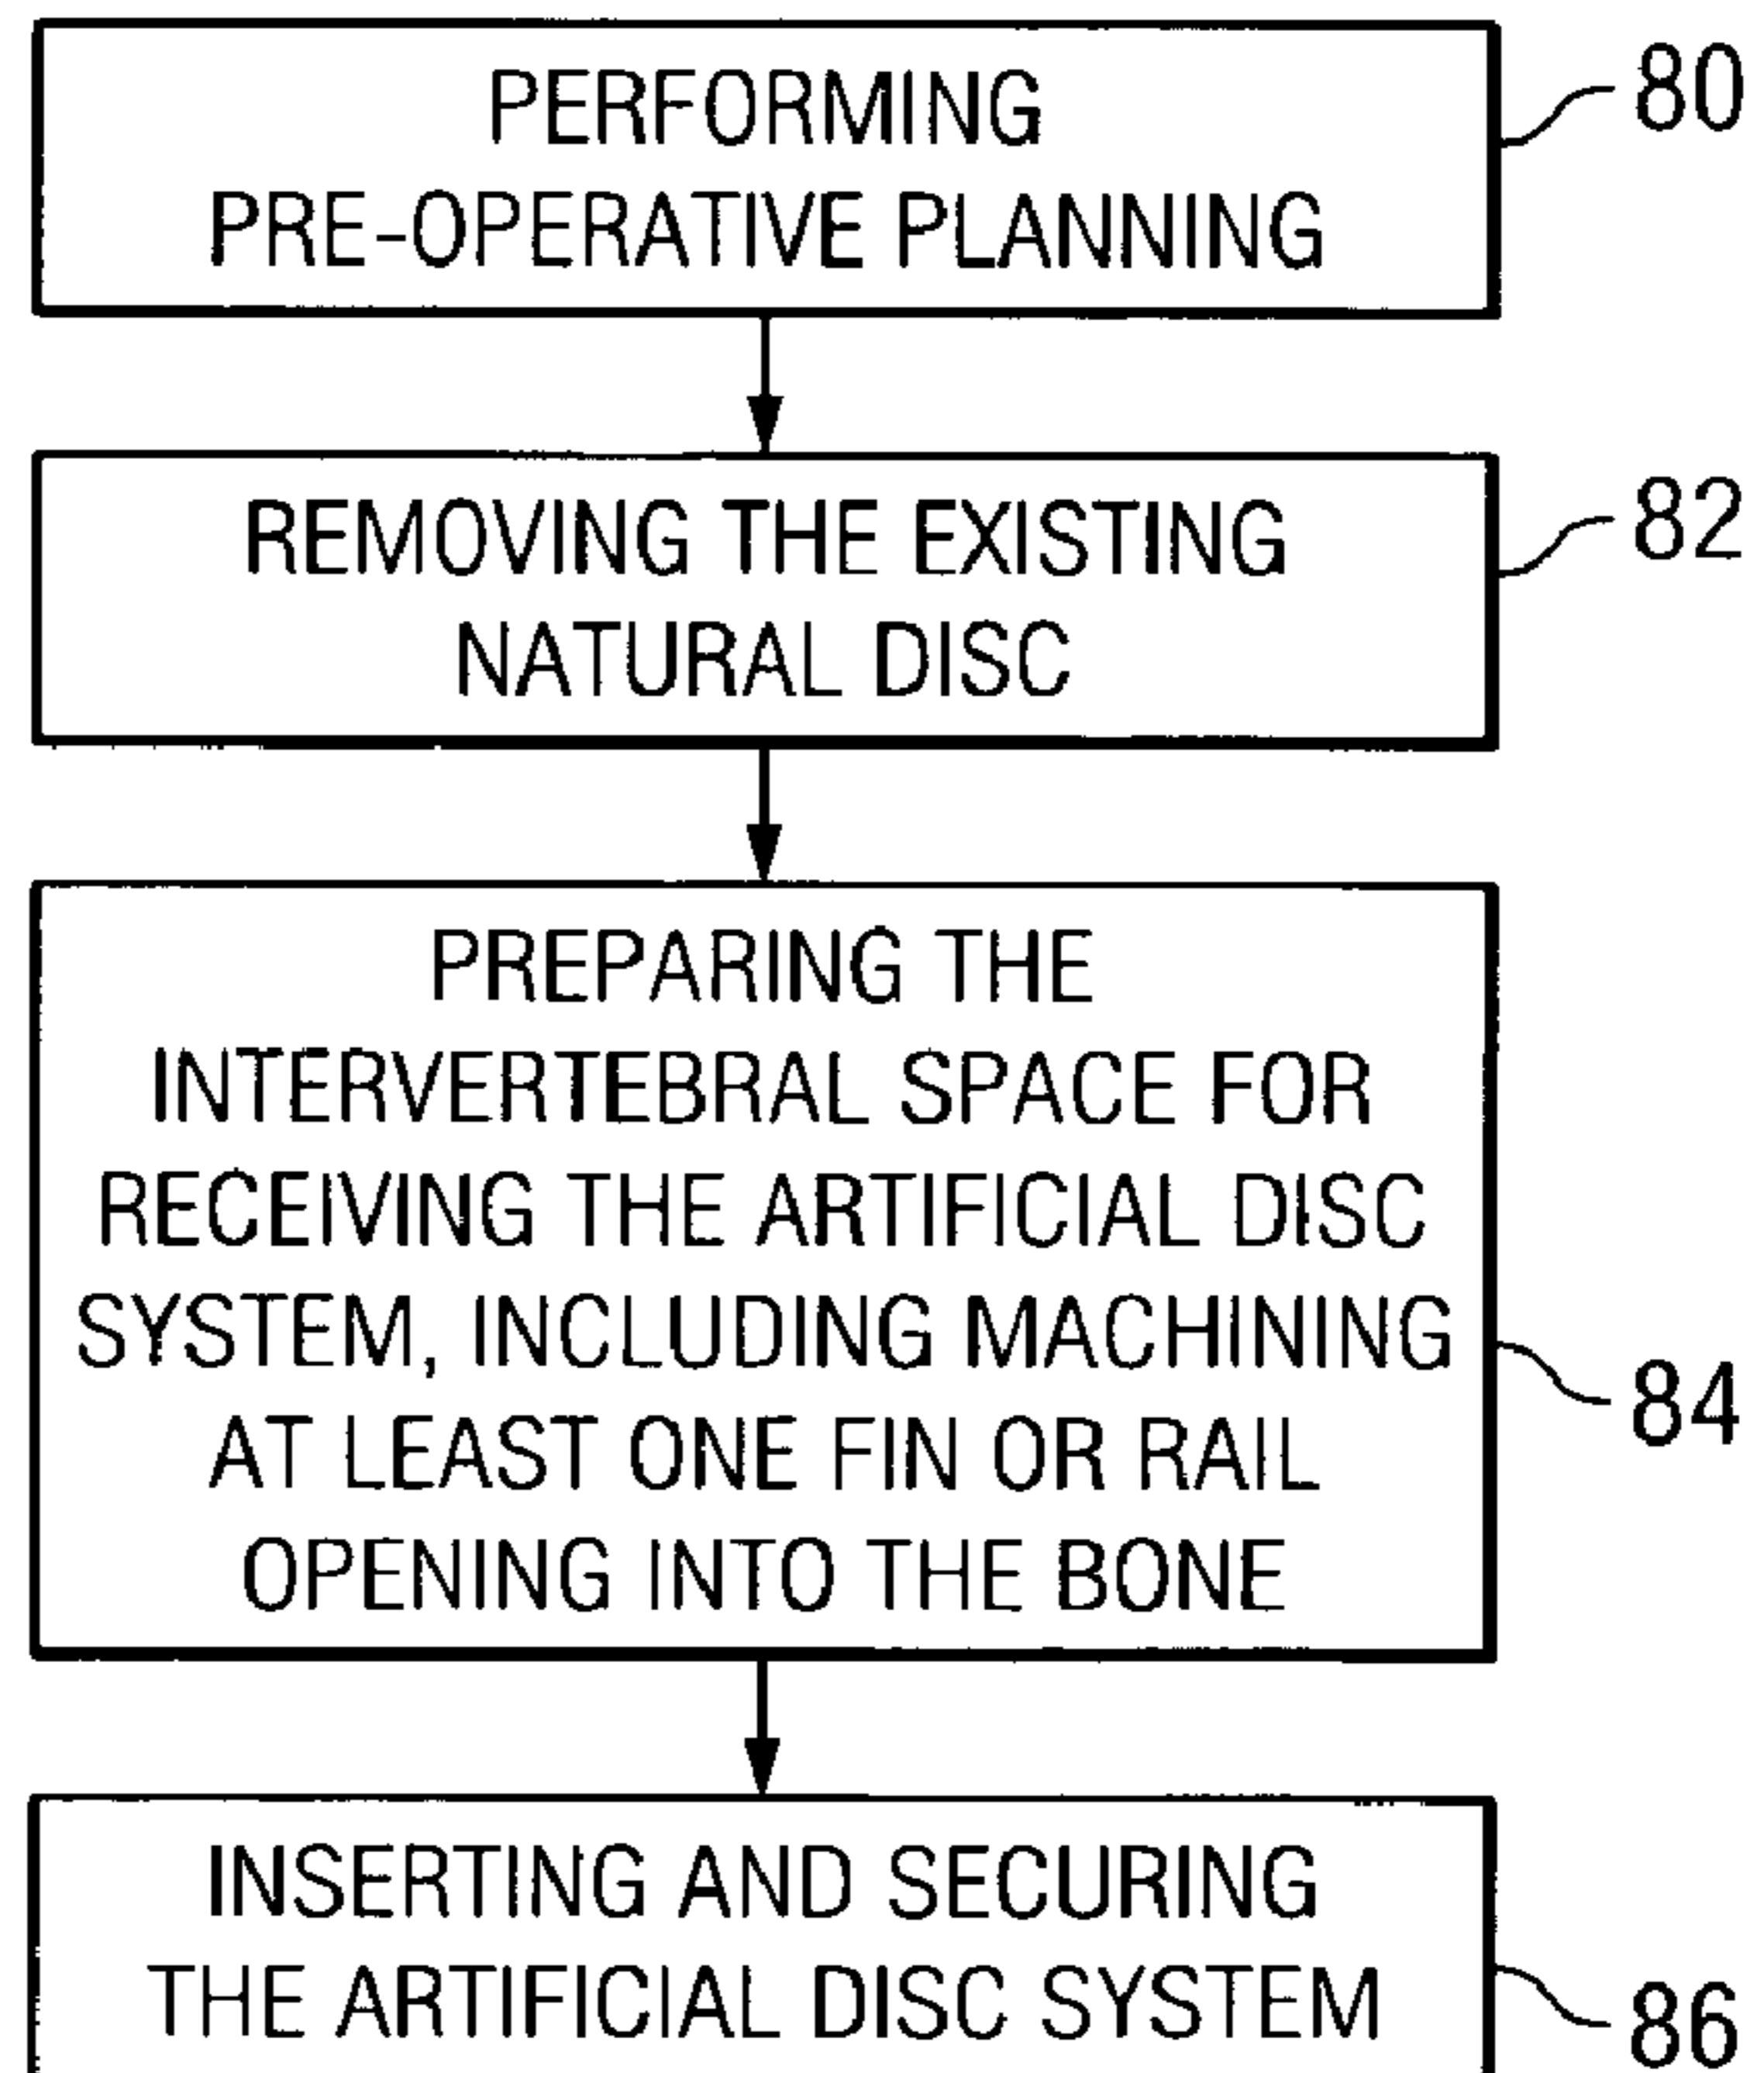 PERFORMING
PRE-OPERATIVE PLANNING
80
REMOVING THE EXISTING
NATURAL DISC
82
PREPARING THE
INTERVERTEBRAL SPACE FOR
RECEIVING THE ARTIFICIAL DISC
SYSTEM, INCLUDING MACHINING
AT LEAST ONE FIN OR RAIL
OPENING INTO THE BONE
84
INSERTING AND SECURING
THE ARTIFICIAL DISC SYSTEM
86